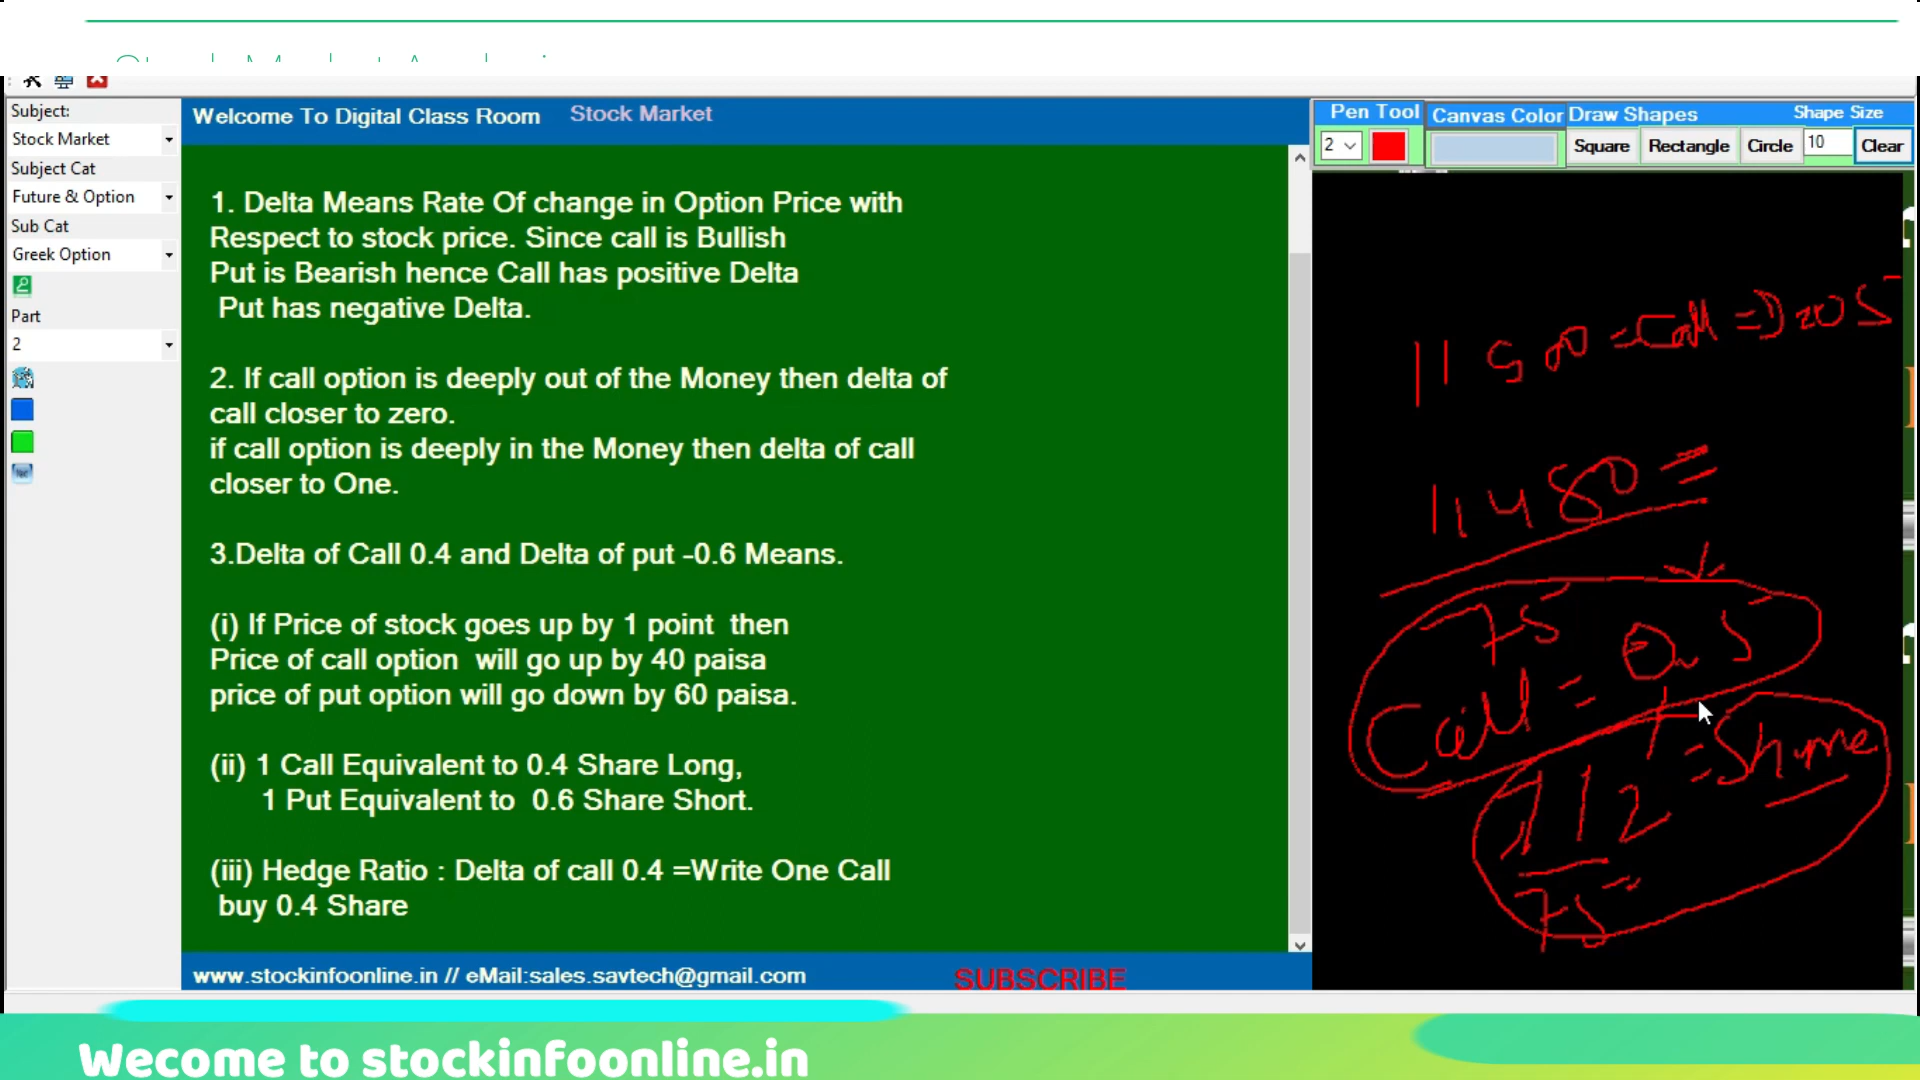 Subject:
Stock Market
Subject Cat
Future & Option
Sub Cat
Greek Option
Part
2
Welcome To Digital Class Room Stock Market
1. Delta Means Rate Of change in Option Price with
Respect to stock price. Since call is Bullish
Put is Bearish hence Call has positive Delta
Put has negative Delta.
2. If call option is deeply out of the Money then delta of
call closer to zero.
if call option is deeply in the Money then delta of call
closer to One.
3.Delta of Call 0.4 and Delta of put -0.6 Means.
(i) If Price of stock goes up by 1 point then
Price of call option will go up by 40 paisa
price of put option will go down by 60 paisa.
(ii) 1 Call Equivalent to 0.4 Share Long,
1 Put Equivalent to 0.6 Share Short.
(iii) Hedge Ratio : Delta of call 0.4 =Write One Call
buy 0.4 Share
www.stockinfoonline.in // eMail:sales.savtech@gmail.com
SUBSCRIBE
Pen Tool Canvas Color Draw Shapes Shape Size
2 Square Rectangle Circle 10 Clear
11500 = Call =
11480 =
75
Call = 0.5
75
Wecome to stockinfoonline.in